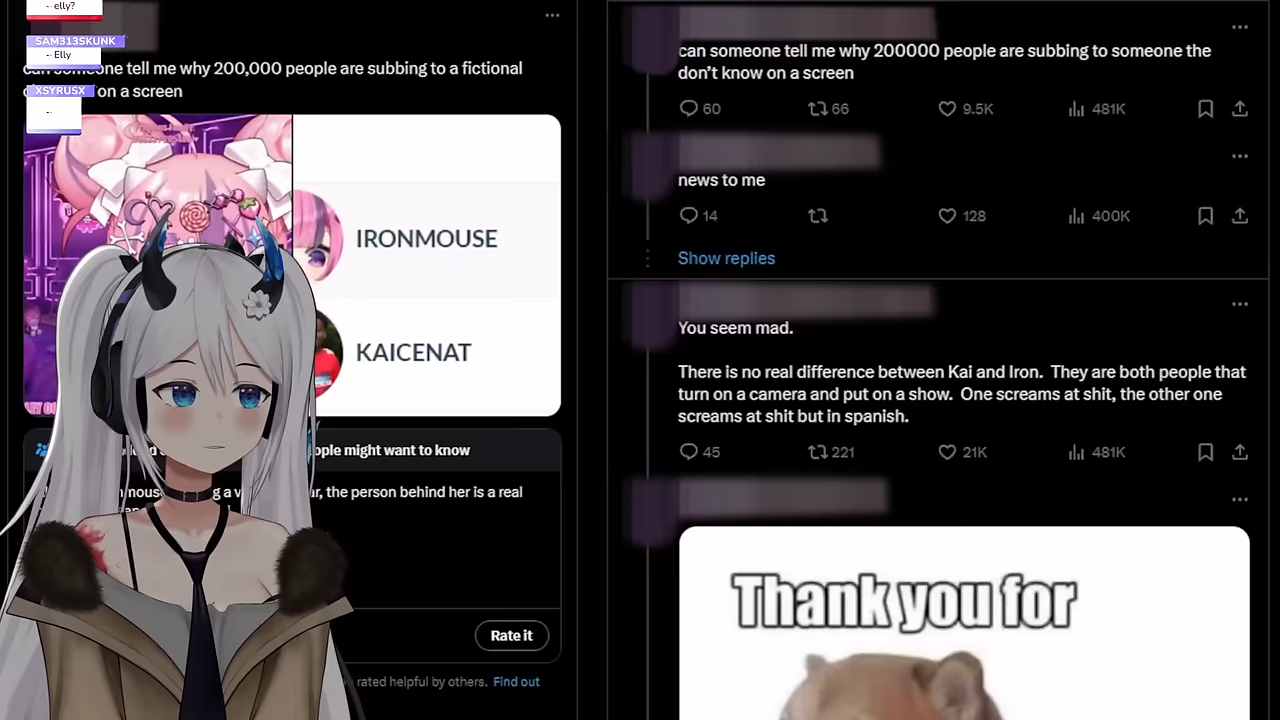 elly?
SAM313SKUNK
-- Elly
can someone tell me why 200,000 people are subbing to a fictional
XSYRUSX
on a screen
IRONMOUSE
KAICENAT
people might want to know
the person behind her is a real
Rate it
rated helpful by others. Find out
can someone tell me why 200000 people are subbing to someone the
don't know on a screen
60 66 9.5K 481K
news to me
14 128 400K
Show replies
You seem mad.
There is no real difference between Kai and Iron. They are both people that
turn on a camera and put on a show. One screams at shit, the other one
screams at shit but in spanish.
45 221 21K 481K
Thank you for